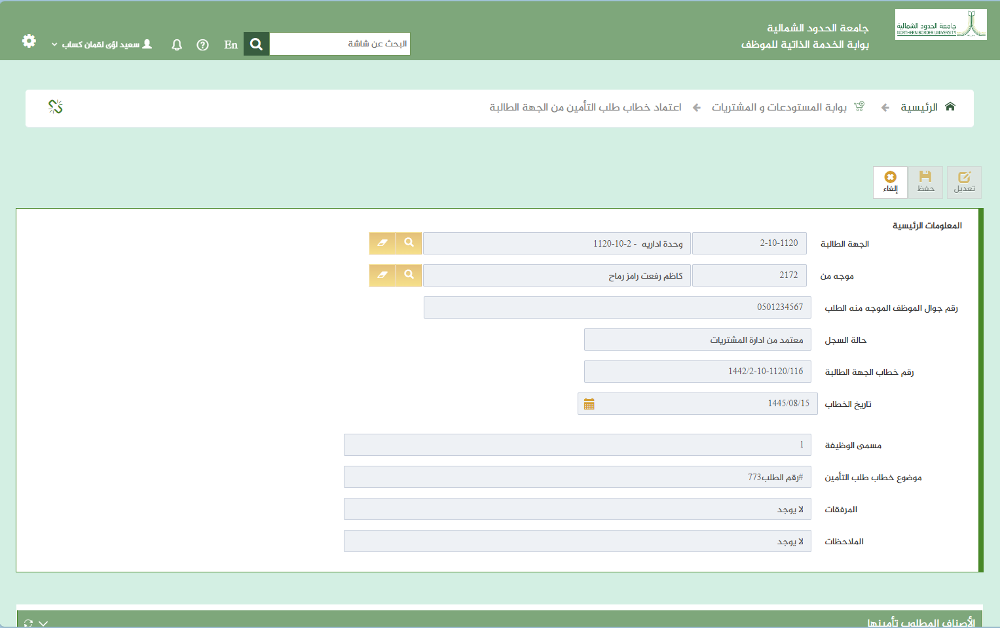 جامعة الحدود الشمالية
NORTHERN BORDER UNIVERSITY
جامعة الحدود الشمالية
بوابة الخدمة الذاتية للموظف
البحث عن شاشة
En
سعيد لؤى لقمان كساب
الرئيسية
بوابة المستودعات و المشتريات
اعتماد خطاب طلب التأمين من الجهة الطالبة
تعديل
حفظ
إلغاء
المعلومات الرئيسية
الجهة الطالبة 2-10-1120 وحدة اداريه - 2-10-1120
موجه من 2172 كاظم رفعت رامز رماح
رقم جوال الموظف الموجه منه الطلب 0501234567
حالة السجل معتمد من ادارة المشتريات
رقم خطاب الجهة الطالبة 1442/2-10-1120/116
تاريخ الخطاب 1445/08/15
مسمى الوظيفة 1
موضوع خطاب طلب التأمين #رقم الطلب773
المرفقات لا يوجد
الملاحظات لا يوجد
الأصناف المطلوب تأمينها